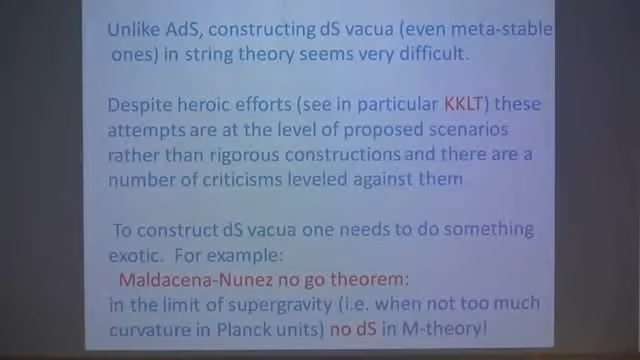 Unlike AdS, constructing dS vacua (even meta-stable
ones) in string theory seems very difficult.
Despite heroic efforts (see in particular KKLT) these
attempts are at the level of proposed scenarios
rather than rigorous constructions and there are a
number of criticisms leveled against them
To construct dS vacua one needs to do something
exotic. For example:
Maldacena-Nunez no go theorem:
in the limit of supergravity (i.e. when not too much
curvature in Planck units) no dS in M-theory!